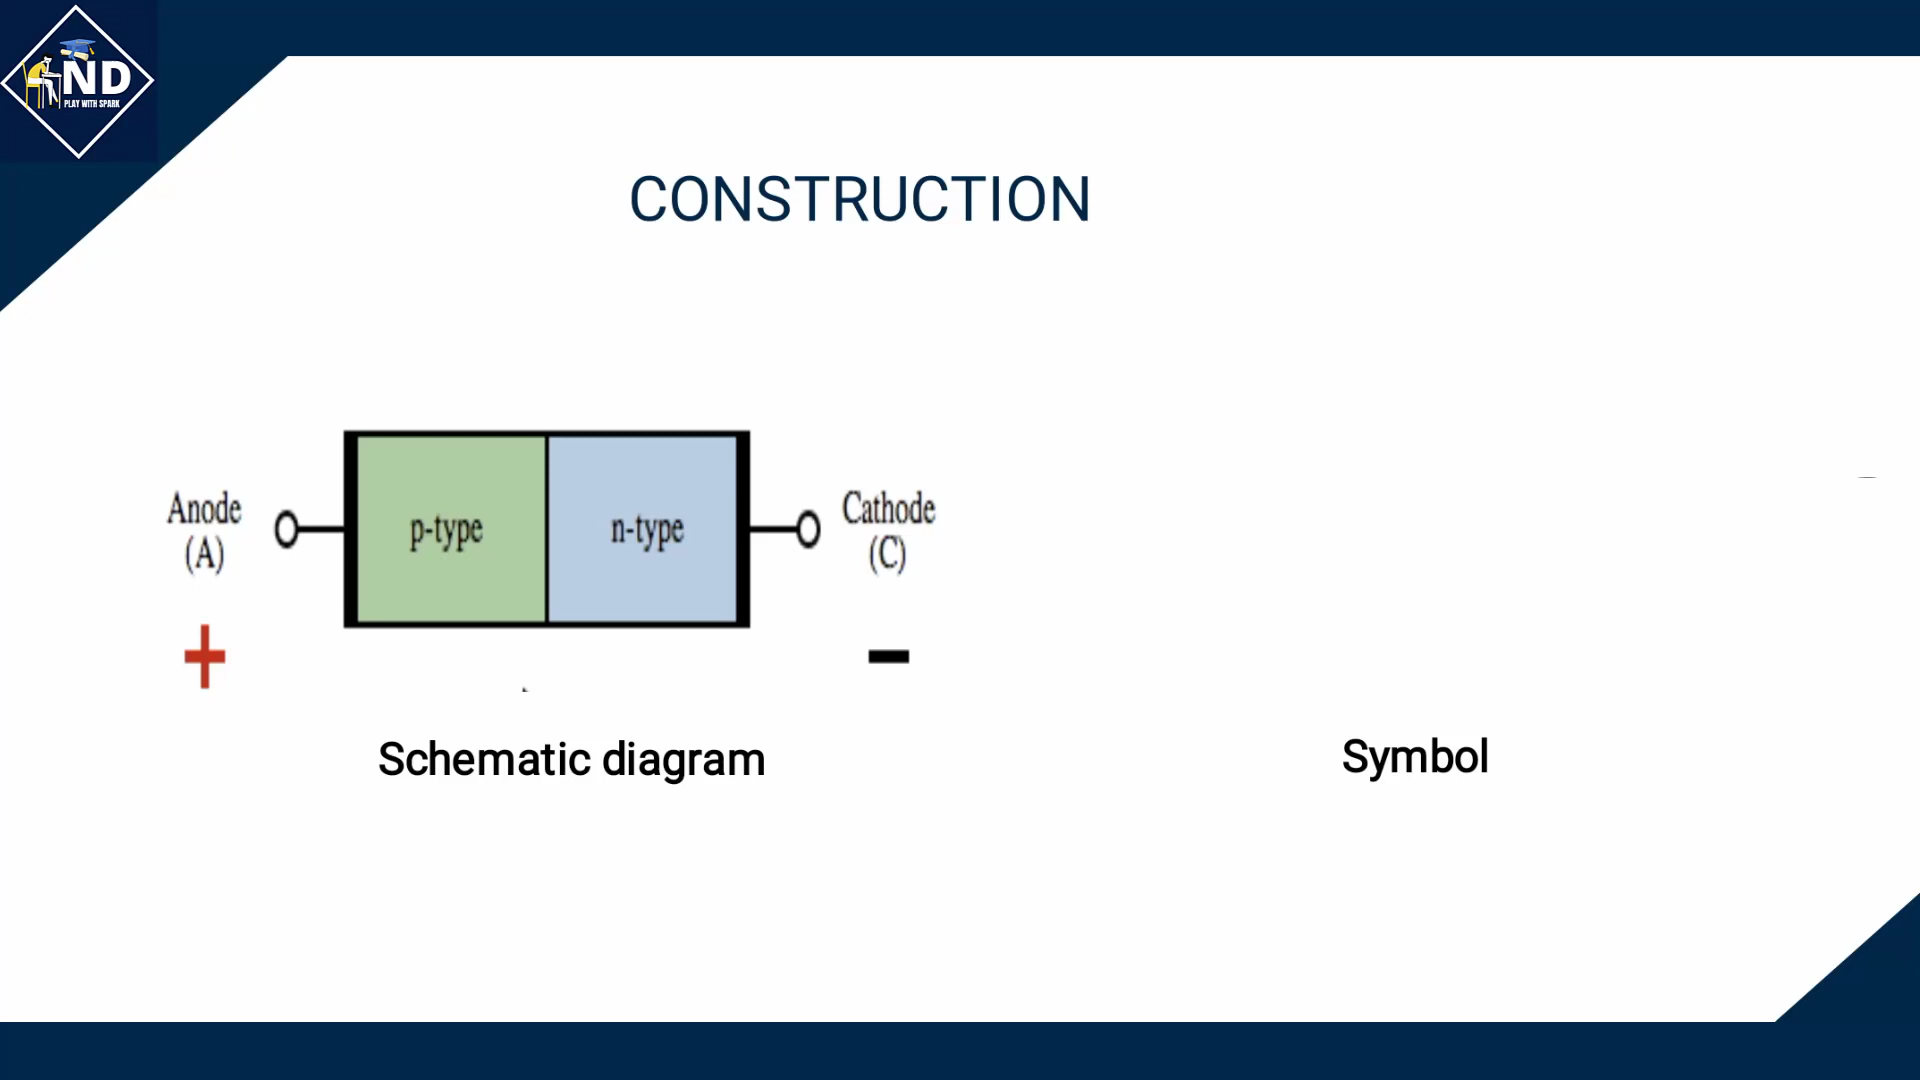 ND
PLAY WITH SPARK
CONSTRUCTION
Anode
(A)
p-type
n-type
Cathode
(C)
+
-
Schematic diagram
Symbol